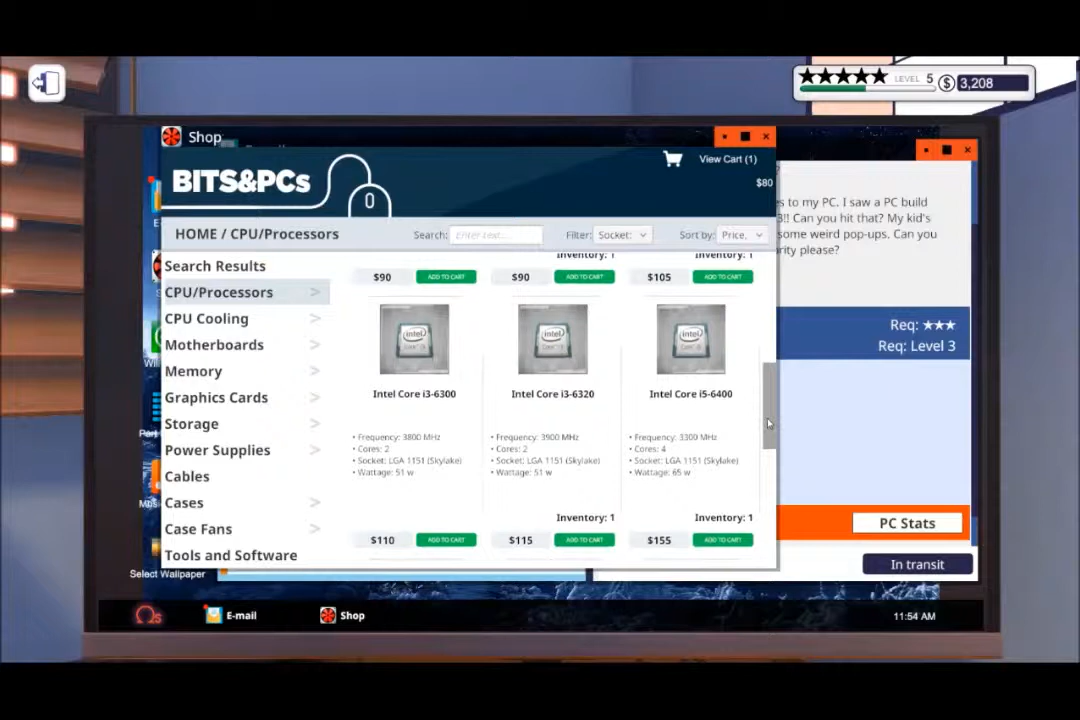 LEVEL 5 $ 3,208
Shop
BITS&PCs
View Cart (1)
$80
s to my PC. I saw a PC build
!!! Can you hit that? My kid's
some weird pop-ups. Can you
rity please?
HOME / CPU/Processors
Search: Enter text...
Filter: Socket:
Sort by: Price,
Search Results
CPU/Processors >
CPU Cooling >
Motherboards >
Memory >
Graphics Cards >
Storage >
Power Supplies >
Cables
Cases >
Case Fans >
Tools and Software
Inventory: 1
Inventory: 1
$90 ADD TO CART
$90 ADD TO CART
$105 ADD TO CART
intel
Intel Core i3-6300
• Frequency: 3800 MHz
• Cores: 2
• Socket: LGA 1151 (Skylake)
• Wattage: 51 w
$110 ADD TO CART
intel
Intel Core i3-6320
• Frequency: 3900 MHz
• Cores: 2
• Socket: LGA 1151 (Skylake)
• Wattage: 51 w
Inventory: 1
$115 ADD TO CART
intel
Intel Core i5-6400
• Frequency: 3300 MHz
• Cores: 4
• Socket: LGA 1151 (Skylake)
• Wattage: 65 w
Inventory: 1
$155 ADD TO CART
Req: ★★★
Req: Level 3
PC Stats
In transit
Select Wallpaper
E-mail
Shop
11:54 AM